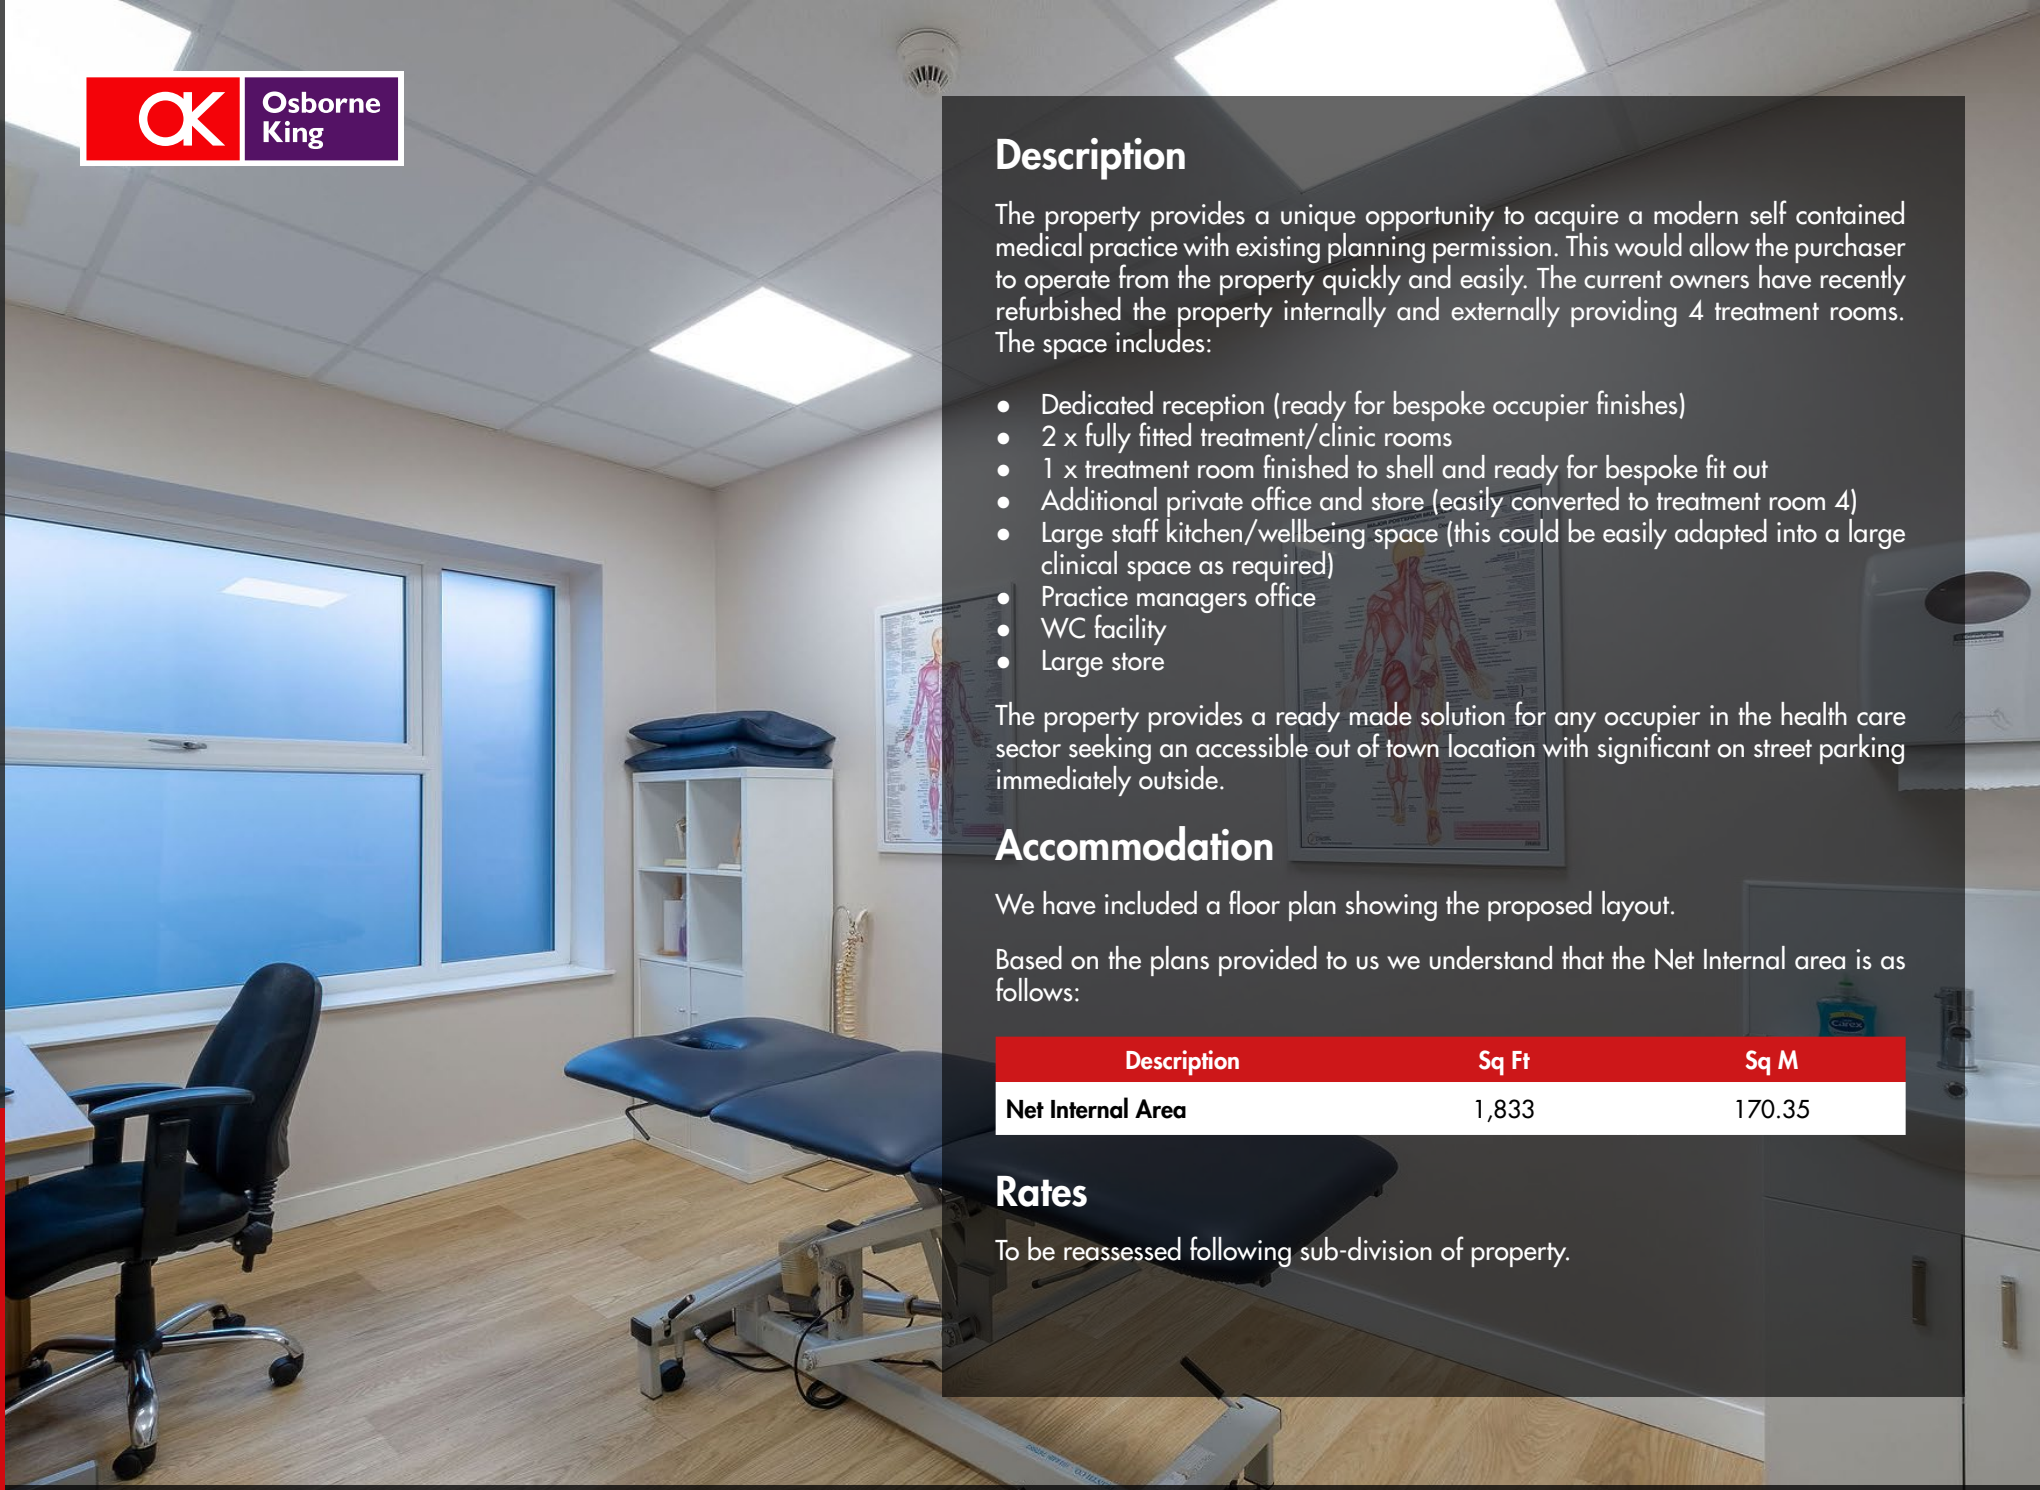 OK Osborne
King
Description
The property provides a unique opportunity to acquire a modern self contained
medical practice with existing planning permission. This would allow the purchaser
to operate from the property quickly and easily. The current owners have recently
refurbished the property internally and externally providing 4 treatment rooms.
The space includes:
● Dedicated reception (ready for bespoke occupier finishes)
● 2 x fully fitted treatment/clinic rooms
● 1 x treatment room finished to shell and ready for bespoke fit out
● Additional private office and store (easily converted to treatment room 4)
● Large staff kitchen/wellbeing space (this could be easily adapted into a large
clinical space as required)
● Practice managers office
● WC facility
● Large store
The property provides a ready made solution for any occupier in the health care
sector seeking an accessible out of town location with significant on street parking
immediately outside.
Accommodation
We have included a floor plan showing the proposed layout.
Based on the plans provided to us we understand that the Net Internal area is as
follows:
Description Sq Ft Sq M
Net Internal Area 1,833 170.35
Rates
To be reassessed following sub-division of property.
Carex